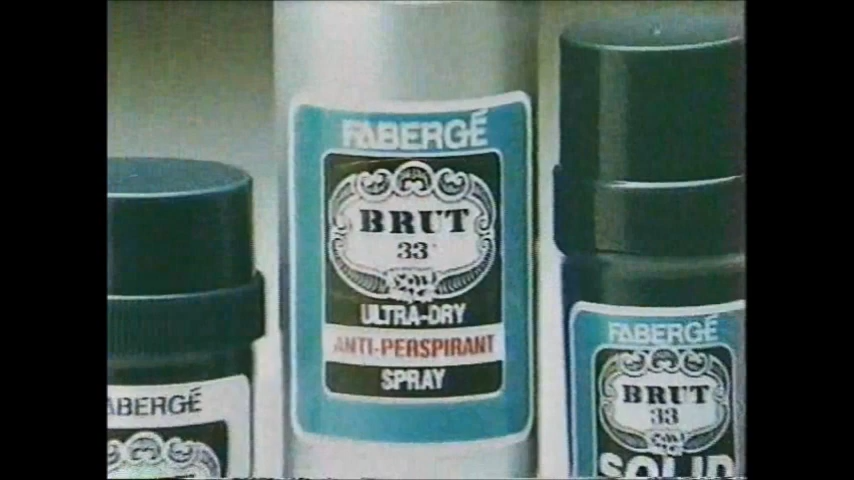 FABERGÉ
BRUT
33
ULTRA-DRY
ANTI-PERSPIRANT
SPRAY
ABERGÉ
FABERGÉ
BRUT
33
SOLID